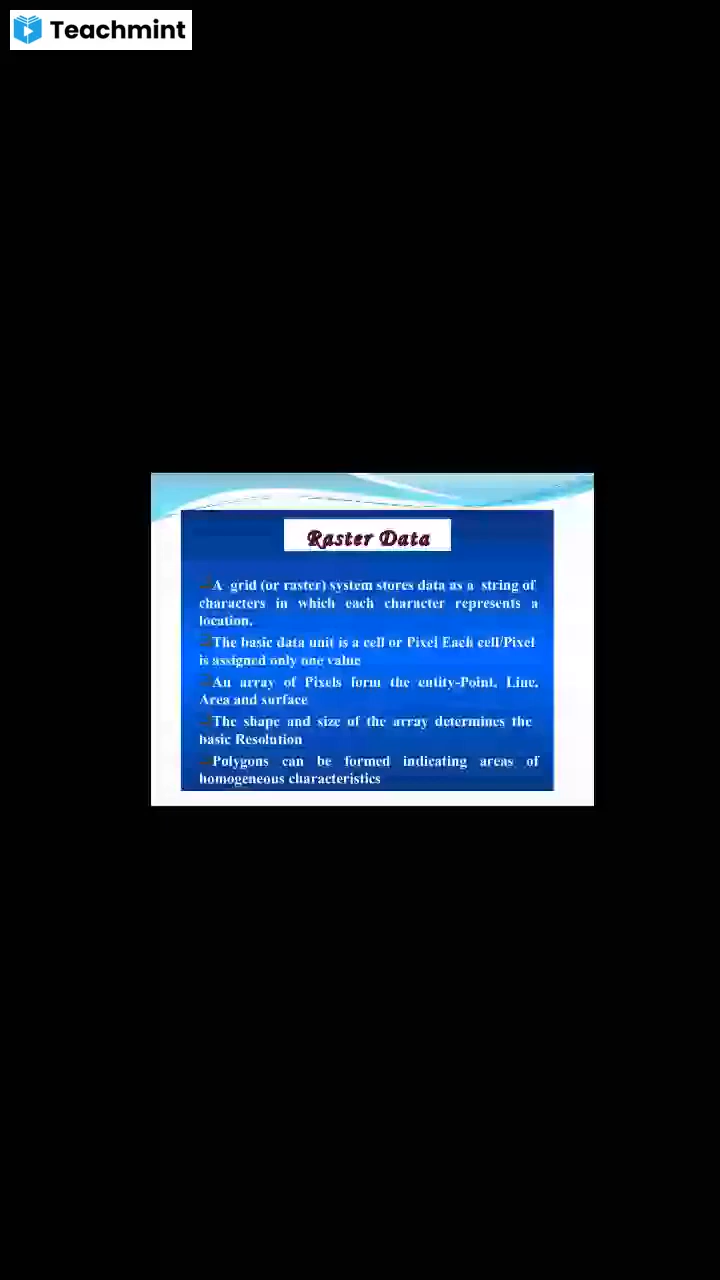 Teachmint
Raster Data
A grid (or raster) system stores data as a string of
characters in which each character represents a
location.
The basic data unit is a cell or Pixel Each cell/Pixel
is assigned only one value
An array of Pixels form the entity-Point, Line,
Area and surface
The shape and size of the array determines the
basic Resolution
Polygons can be formed indicating areas of
homogeneous characteristics